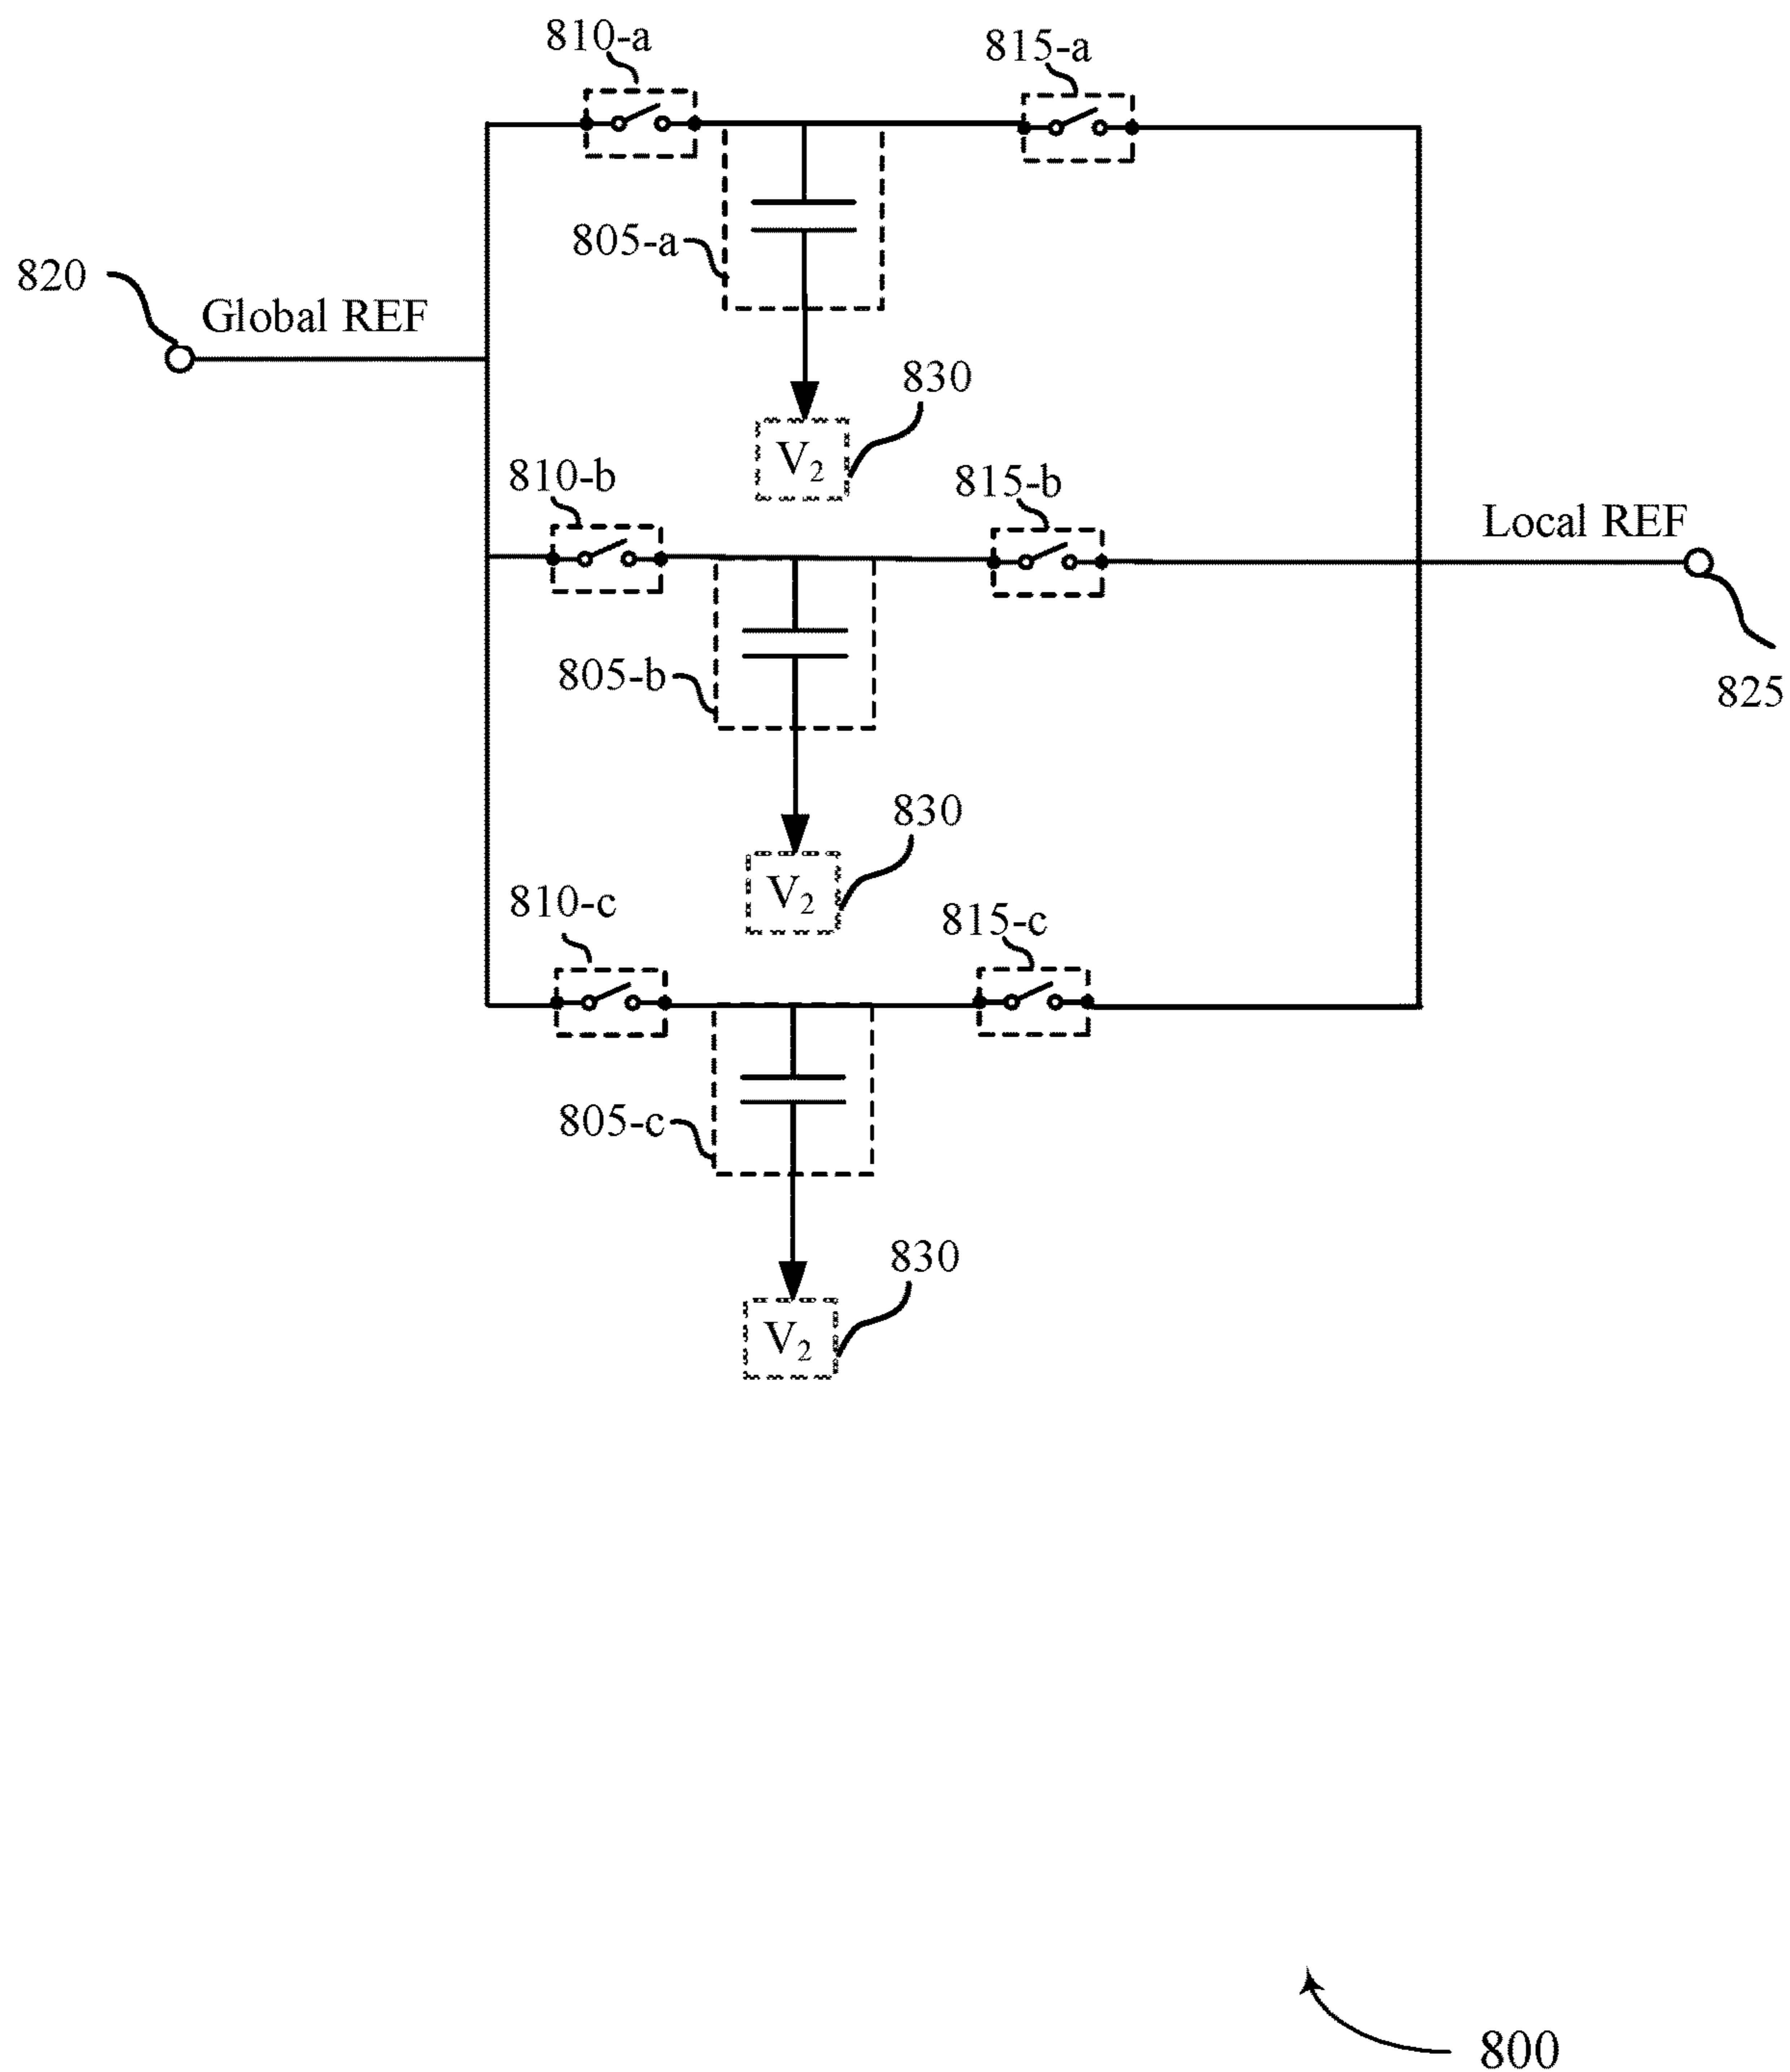 810-a
815-a
805-a
820
Global REF
830
V₂
810-b
815-b
Local REF
805-b
825
830
V₂
810-c
815-c
805-c
830
V₂
800